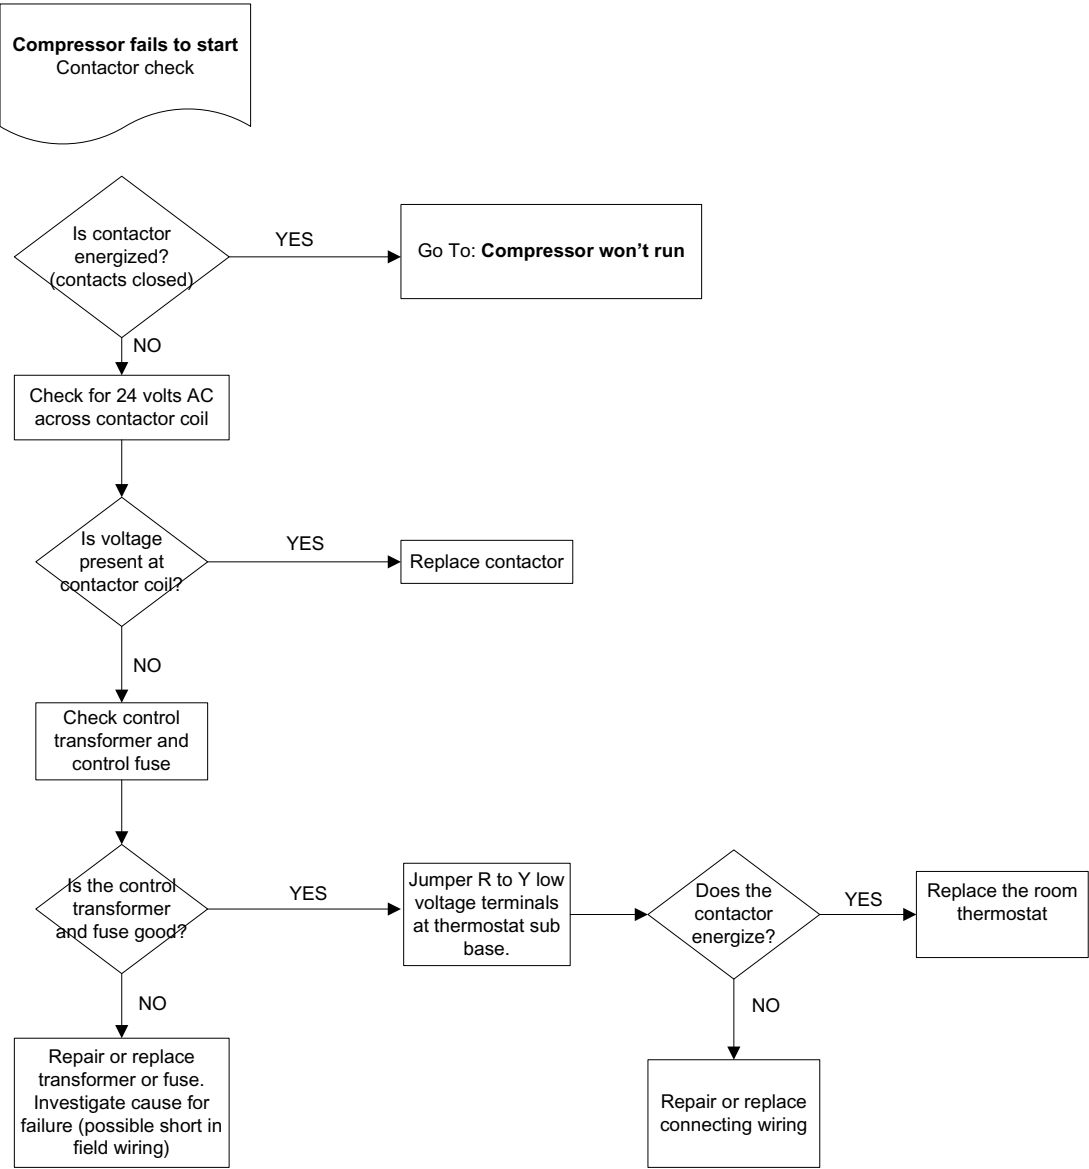 Compressor fails to start
Contactor check
Is contactor
energized?
(contacts closed)
YES
Go To: Compressor won't run
NO
Check for 24 volts AC
across contactor coil
Is voltage
present at
contactor coil?
YES
Replace contactor
NO
Check control
transformer and
control fuse
Is the control
transformer
and fuse good?
YES
Jumper R to Y low
voltage terminals
at thermostat sub
base.
Does the
contactor
energize?
YES
Replace the room
thermostat
NO
Repair or replace
transformer or fuse.
Investigate cause for
failure (possible short in
field wiring)
NO
Repair or replace
connecting wiring